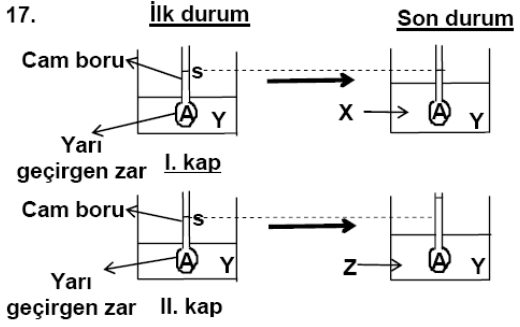 17.
İlk durum
Son durum
Cam boru
s
A
Y
Yarı
geçirgen zar
I. kap
X
A
Y
Cam boru
s
A
Y
Yarı
geçirgen zar
II. kap
Z
A
Y